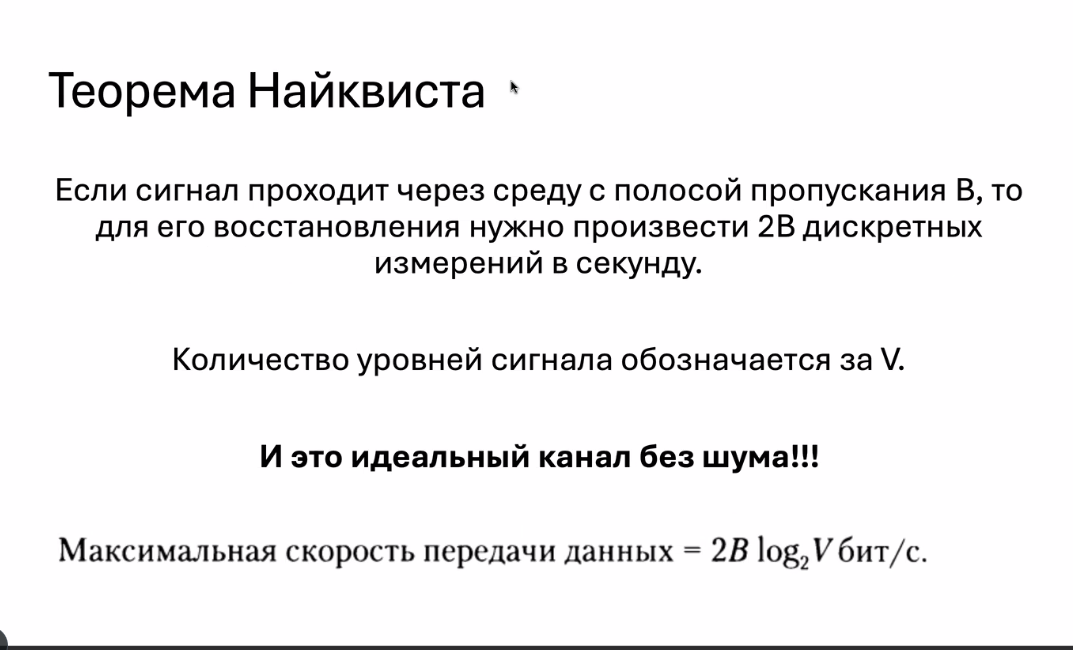 Теорема Найквиста
Если сигнал проходит через среду с полосой пропускания B, то
для его восстановления нужно произвести 2B дискретных
измерений в секунду.
Количество уровней сигнала обозначается за V.
И это идеальный канал без шума!!!
Максимальная скорость передачи данных = 2B log₂V бит/с.